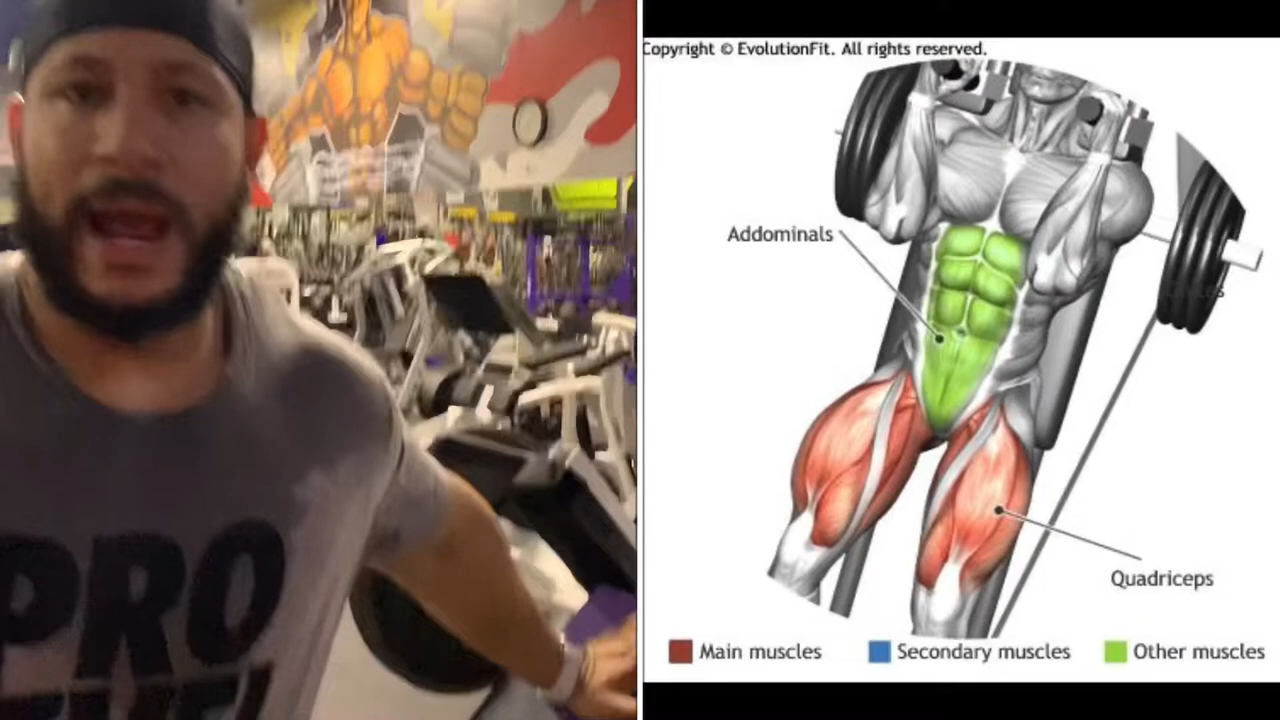 PRO
Copyright © EvolutionFit. All rights reserved.
Addominals
Quadriceps
Main muscles
Secondary muscles
Other muscles